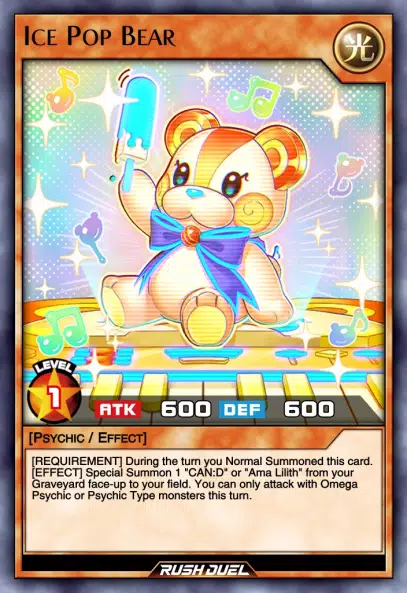 ICE POP BEAR
光
LEVEL
1
ATK 600 DEF 600
[PSYCHIC / EFFECT]
[REQUIREMENT] During the turn you Normal Summoned this card.
[EFFECT] Special Summon 1 "CAN:D" or "Ama Lilith" from your
Graveyard face-up to your field. You can only attack with Omega
Psychic or Psychic Type monsters this turn.
RUSH DUEL